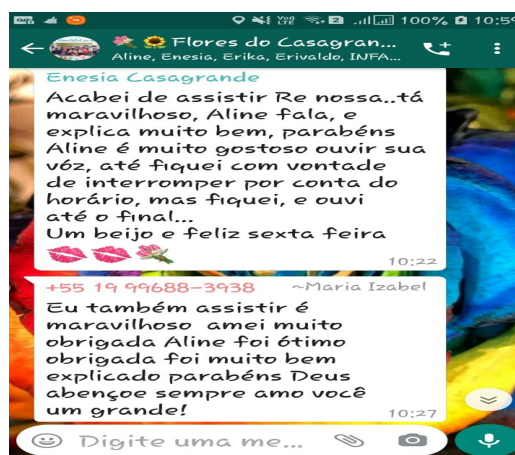 100% 10:59
Flores do Casagran...
Aline, Enesia, Erika, Erivaldo, INFA...
Enesia Casagrande
Acabei de assistir Re nossa..tá
maravilhoso, Aline fala, e
explica muito bem, parabéns
Aline é muito gostoso ouvir sua
vóz, até fiquei com vontade
de interromper por conta do
horário, mas fiquei, e ouvi
até o final...
Um beijo e feliz sexta feira
10:22
+55 19 99688-3938 ~Maria Izabel
Eu também assistir é
maravilhoso amei muito
obrigada Aline foi ótimo
obrigada foi muito bem
explicado parabéns Deus
abençoe sempre amo você
um grande!
10:27
Digite uma me...